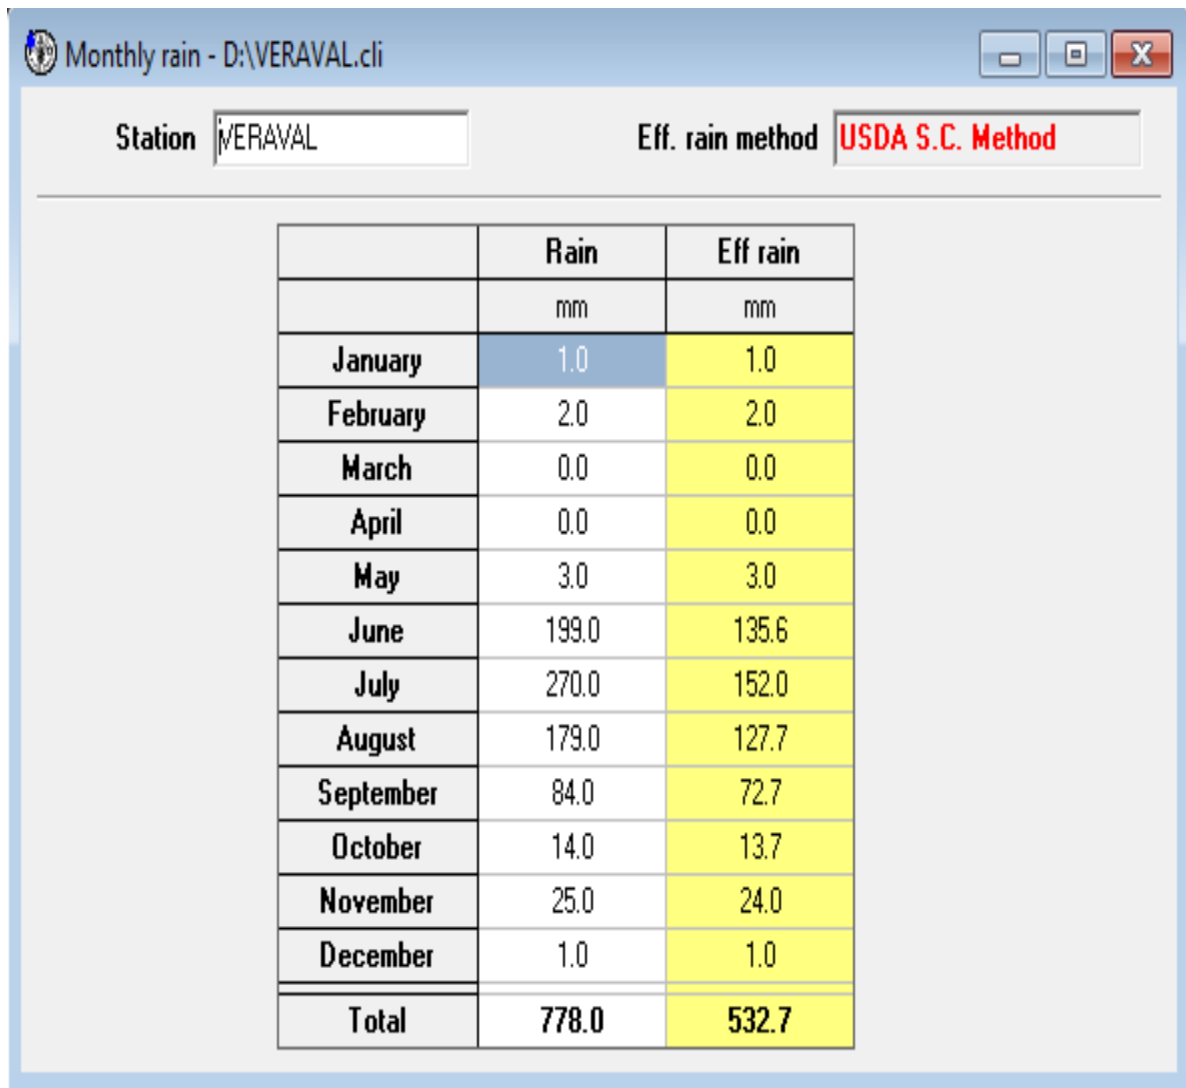 Monthly rain - D:\VERAVAL.cli
Station VERAVAL Eff. rain method USDA S.C. Method
Rain Eff rain
mm mm
January 1.0 1.0
February 2.0 2.0
March 0.0 0.0
April 0.0 0.0
May 3.0 3.0
June 199.0 135.6
July 270.0 152.0
August 179.0 127.7
September 84.0 72.7
October 14.0 13.7
November 25.0 24.0
December 1.0 1.0
Total 778.0 532.7